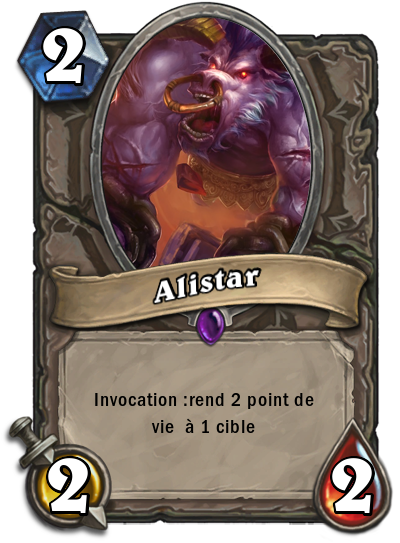 2
Alistar
Invocation :rend 2 point de
vie à 1 cible
2
2